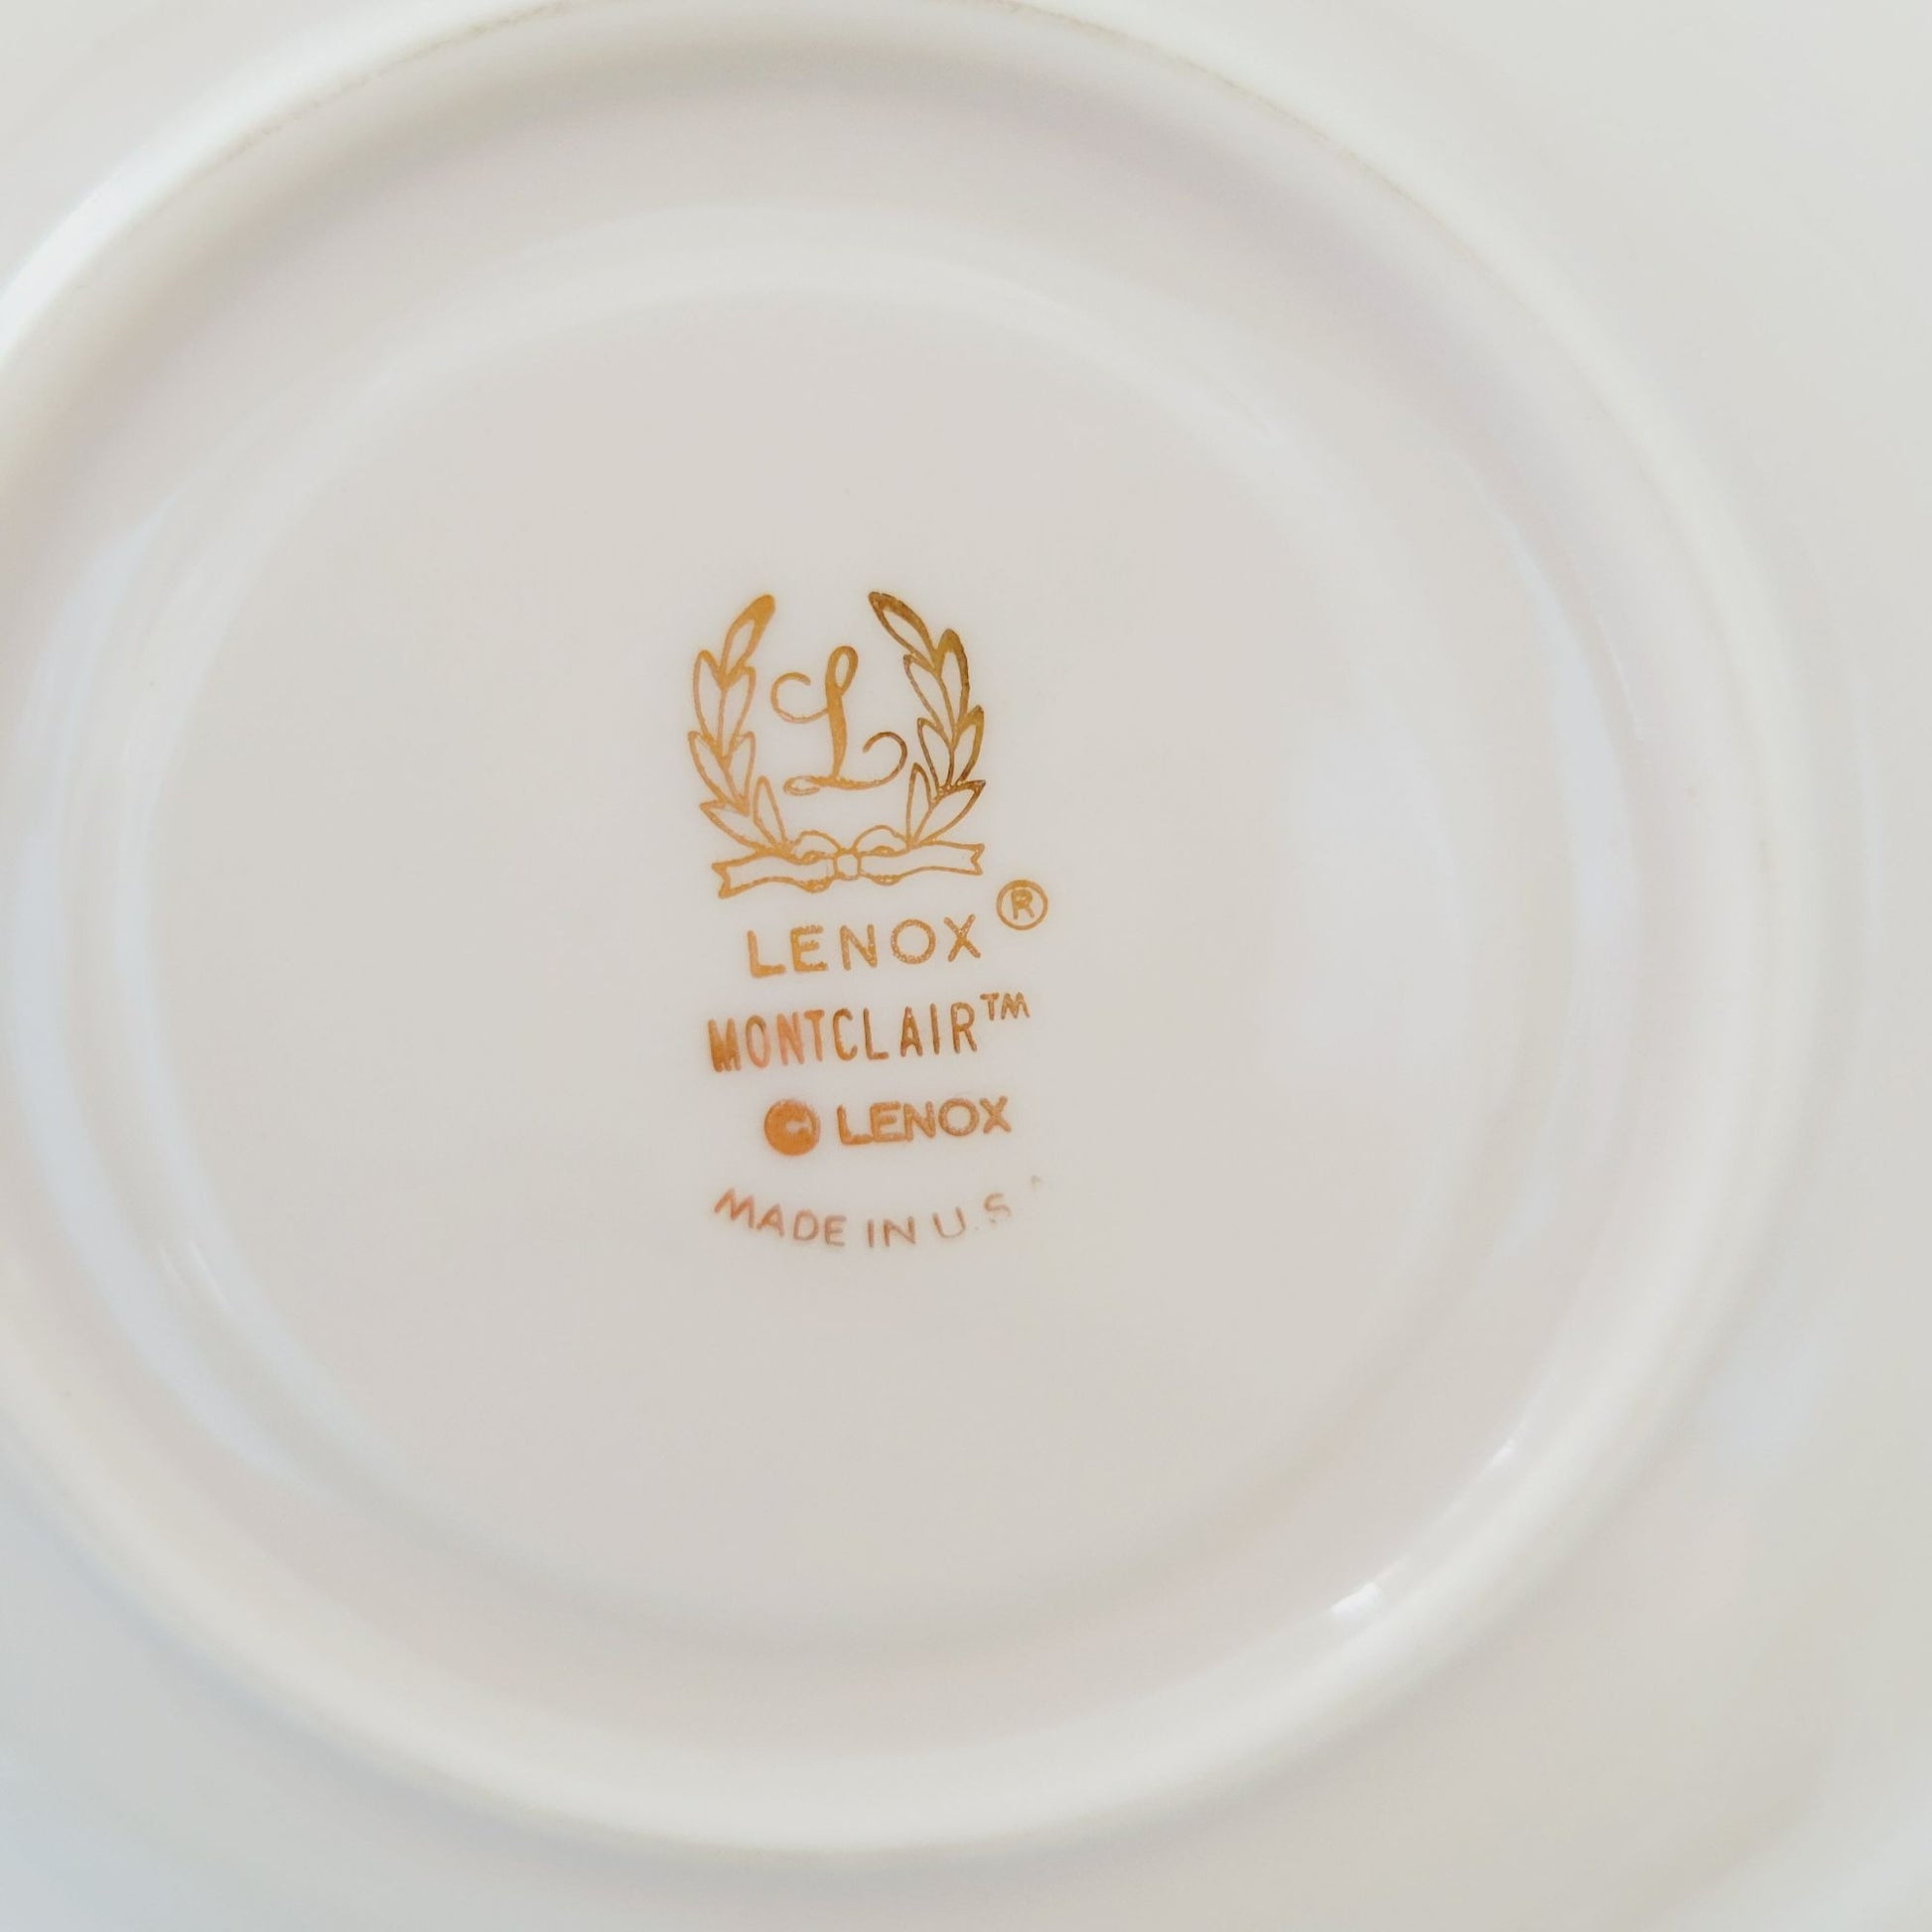 L
LENOX®
MONTCLAIR™
© LENOX
MADE IN U.S.